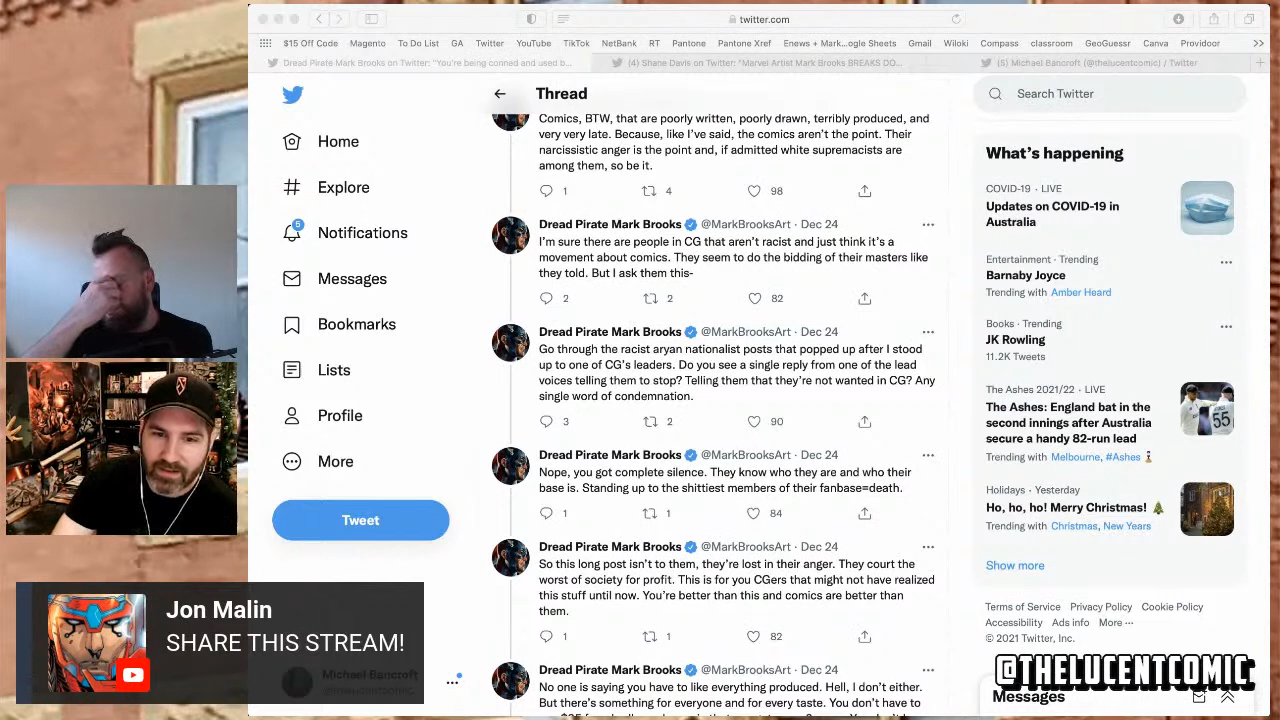 twitter.com
$15 Off Code Magento To Do List GA Twitter YouTube TikTok NetBank RT Pantone Pantone Xref Enews + Mark...ogle Sheets Gmail Wiloki Compass classroom GeoGuessr Canva Providoor
Dread Pirate Mark Brooks on Twitter: "You're being conned and used b...
(4) Shane Davis on Twitter: "Marvel Artist Mark Brooks BREAKS DO...
(5) Michael Bancroft (@thelucentcomic) / Twitter
Home
Explore
5
Notifications
Messages
Bookmarks
Lists
Profile
More
Tweet
Michael Bancroft
@thelucentcomic
Thread
Comics, BTW, that are poorly written, poorly drawn, terribly produced, and
very very late. Because, like I've said, the comics aren't the point. Their
narcissistic anger is the point and, if admitted white supremacists are
among them, so be it.
1 4 98
Dread Pirate Mark Brooks @MarkBrooksArt · Dec 24
I'm sure there are people in CG that aren't racist and just think it's a
movement about comics. They seem to do the bidding of their masters like
they told. But I ask them this-
2 2 82
Dread Pirate Mark Brooks @MarkBrooksArt · Dec 24
Go through the racist aryan nationalist posts that popped up after I stood
up to one of CG's leaders. Do you see a single reply from one of the lead
voices telling them to stop? Telling them that they're not wanted in CG? Any
single word of condemnation.
3 2 90
Dread Pirate Mark Brooks @MarkBrooksArt · Dec 24
Nope, you got complete silence. They know who they are and who their
base is. Standing up to the shittiest members of their fanbase=death.
1 1 84
Dread Pirate Mark Brooks @MarkBrooksArt · Dec 24
So this long post isn't to them, they're lost in their anger. They court the
worst of society for profit. This is for you CGers that might not have realized
this stuff until now. You're better than this and comics are better than
them.
1 1 82
Dread Pirate Mark Brooks @MarkBrooksArt · Dec 24
No one is saying you have to like everything produced. Hell, I don't either.
But there's something for everyone and for every taste. You don't have to
Search Twitter
What's happening
COVID-19 · LIVE
Updates on COVID-19 in
Australia
Entertainment · Trending
Barnaby Joyce
Trending with Amber Heard
Books · Trending
JK Rowling
11.2K Tweets
The Ashes 2021/22 · LIVE
The Ashes: England bat in the
second innings after Australia
secure a handy 82-run lead
Trending with Melbourne, #Ashes
55
Holidays · Yesterday
Ho, ho, ho! Merry Christmas!
Trending with Christmas, New Years
Show more
Terms of Service Privacy Policy Cookie Policy
Accessibility Ads info More
© 2021 Twitter, Inc.
@THELUCENTCOMIC
Messages
Jon Malin
SHARE THIS STREAM!